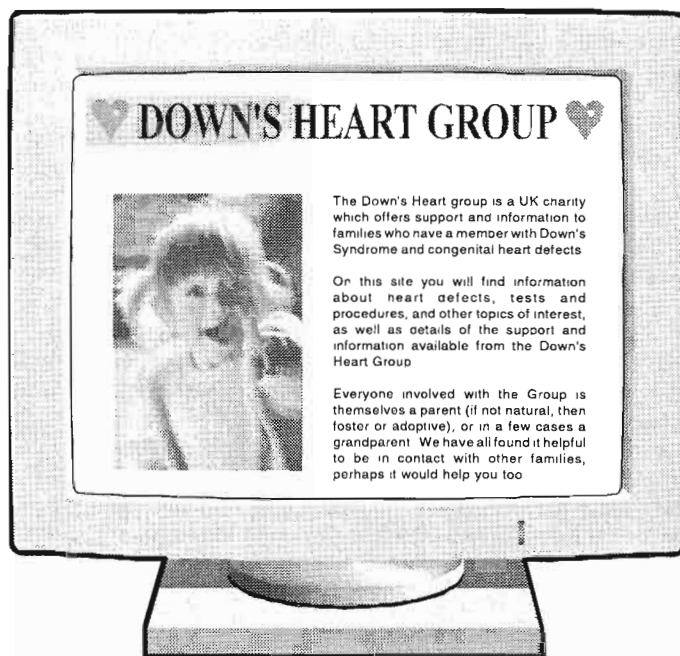 DOWN'S HEART GROUP
The Down's Heart group is a UK charity
which offers support and information to
families who have a member with Down's
Syndrome and congenital heart defects
On this site you will find information
about heart defects, tests and
procedures, and other topics of interest,
as well as details of the support and
information available from the Down's
Heart Group
Everyone involved with the Group is
themselves a parent (if not natural, then
foster or adoptive), or in a few cases a
grandparent We have all found it helpful
to be in contact with other families,
perhaps it would help you too